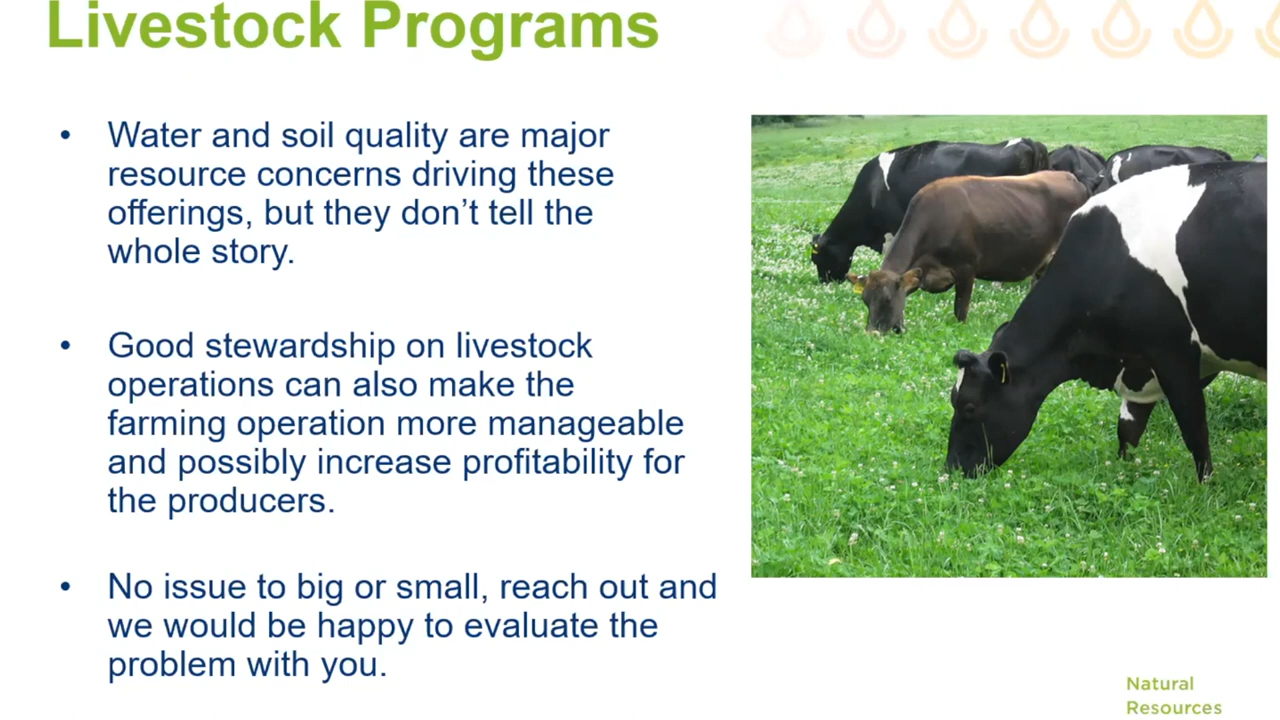 Livestock Programs
• Water and soil quality are major
resource concerns driving these
offerings, but they don’t tell the
whole story.
• Good stewardship on livestock
operations can also make the
farming operation more manageable
and possibly increase profitability for
the producers.
• No issue to big or small, reach out and
we would be happy to evaluate the
problem with you.
Natural
Resources